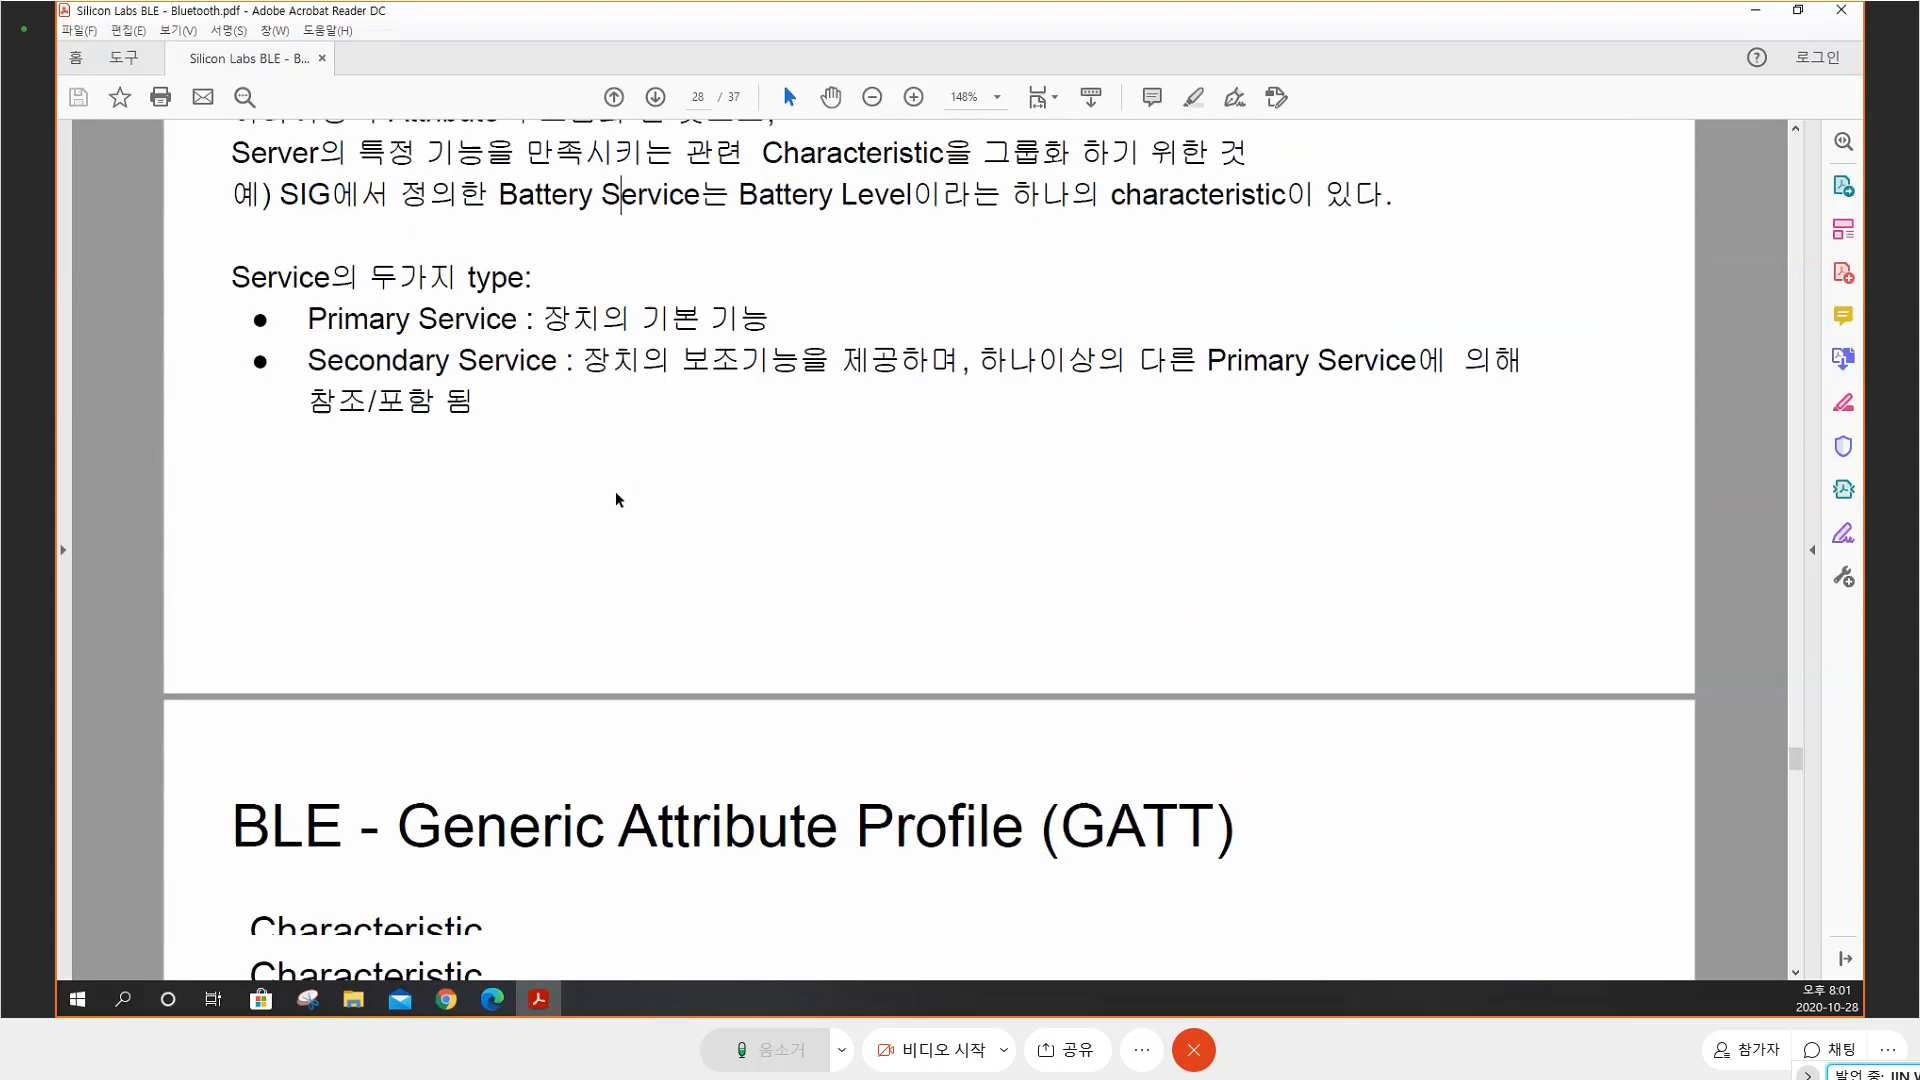 Silicon Labs BLE - Bluetooth.pdf - Adobe Acrobat Reader DC
파일(F) 편집(E) 보기(V) 서명(S) 창(W) 도움말(H)
홈 도구 Silicon Labs BLE - B... × 로그인
28 / 37 148%
Attribute
Server의 특정 기능을 만족시키는 관련 Characteristic을 그룹화 하기 위한 것
예) SIG에서 정의한 Battery Service는 Battery Level이라는 하나의 characteristic이 있다.
Service의 두가지 type:
● Primary Service : 장치의 기본 기능
● Secondary Service : 장치의 보조기능을 제공하며, 하나이상의 다른 Primary Service에 의해
참조/포함 됨
BLE - Generic Attribute Profile (GATT)
Characteristic
Characteristic
오후 8:01
2020-10-28
음소거 비디오 시작 공유 참가자 채팅
발언 중: JIN